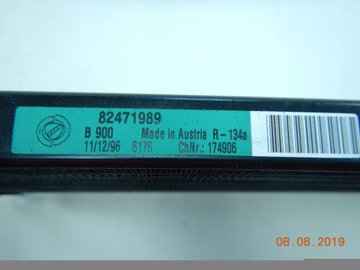 82471989
B 900 Made in Austria R-134a
11/12/96 6176 ChNr.: 174906
08.08.2019